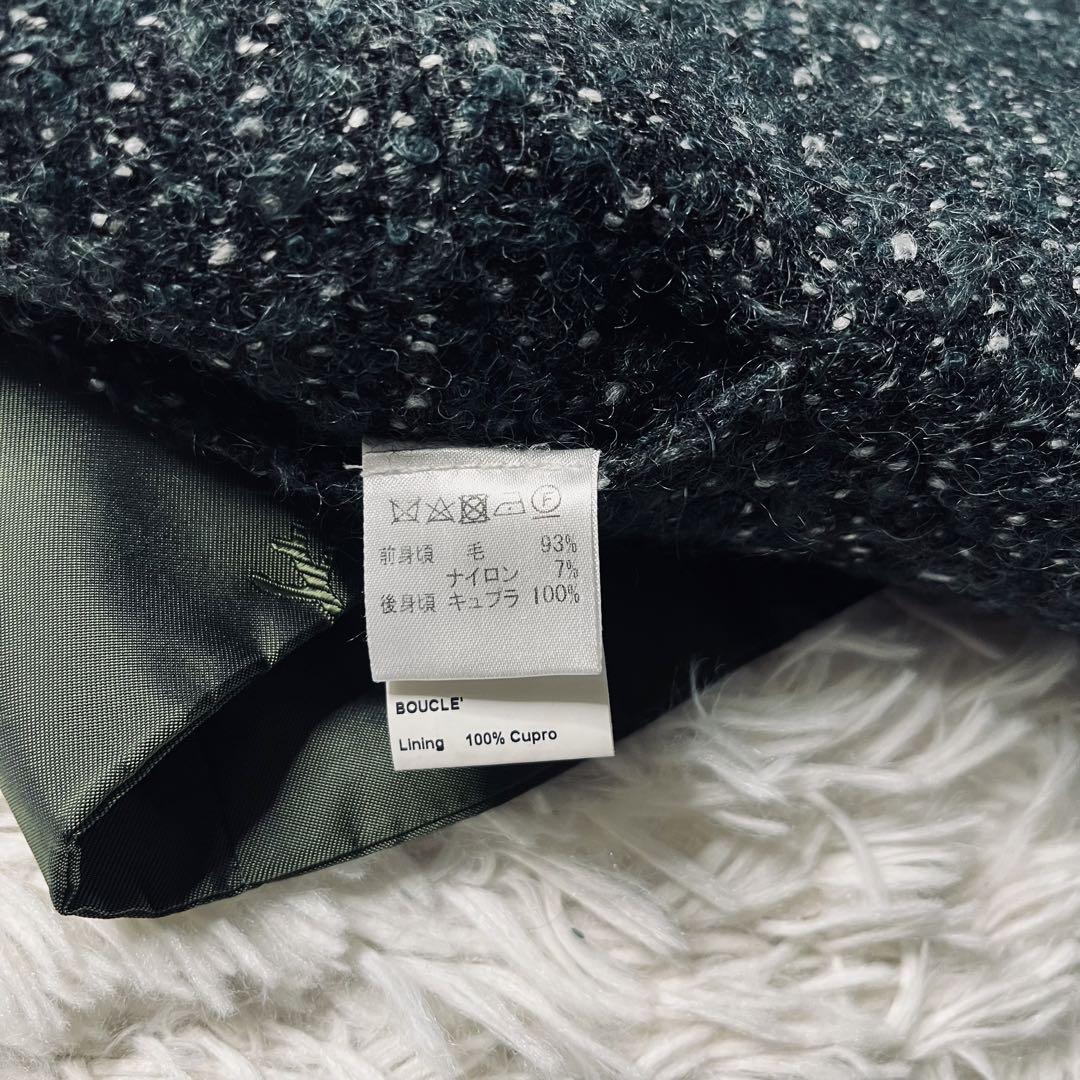 F
前身頃 毛 93%
ナイロン 7%
後身頃 キュプラ 100%
BOUCLE'
Lining 100% Cupro